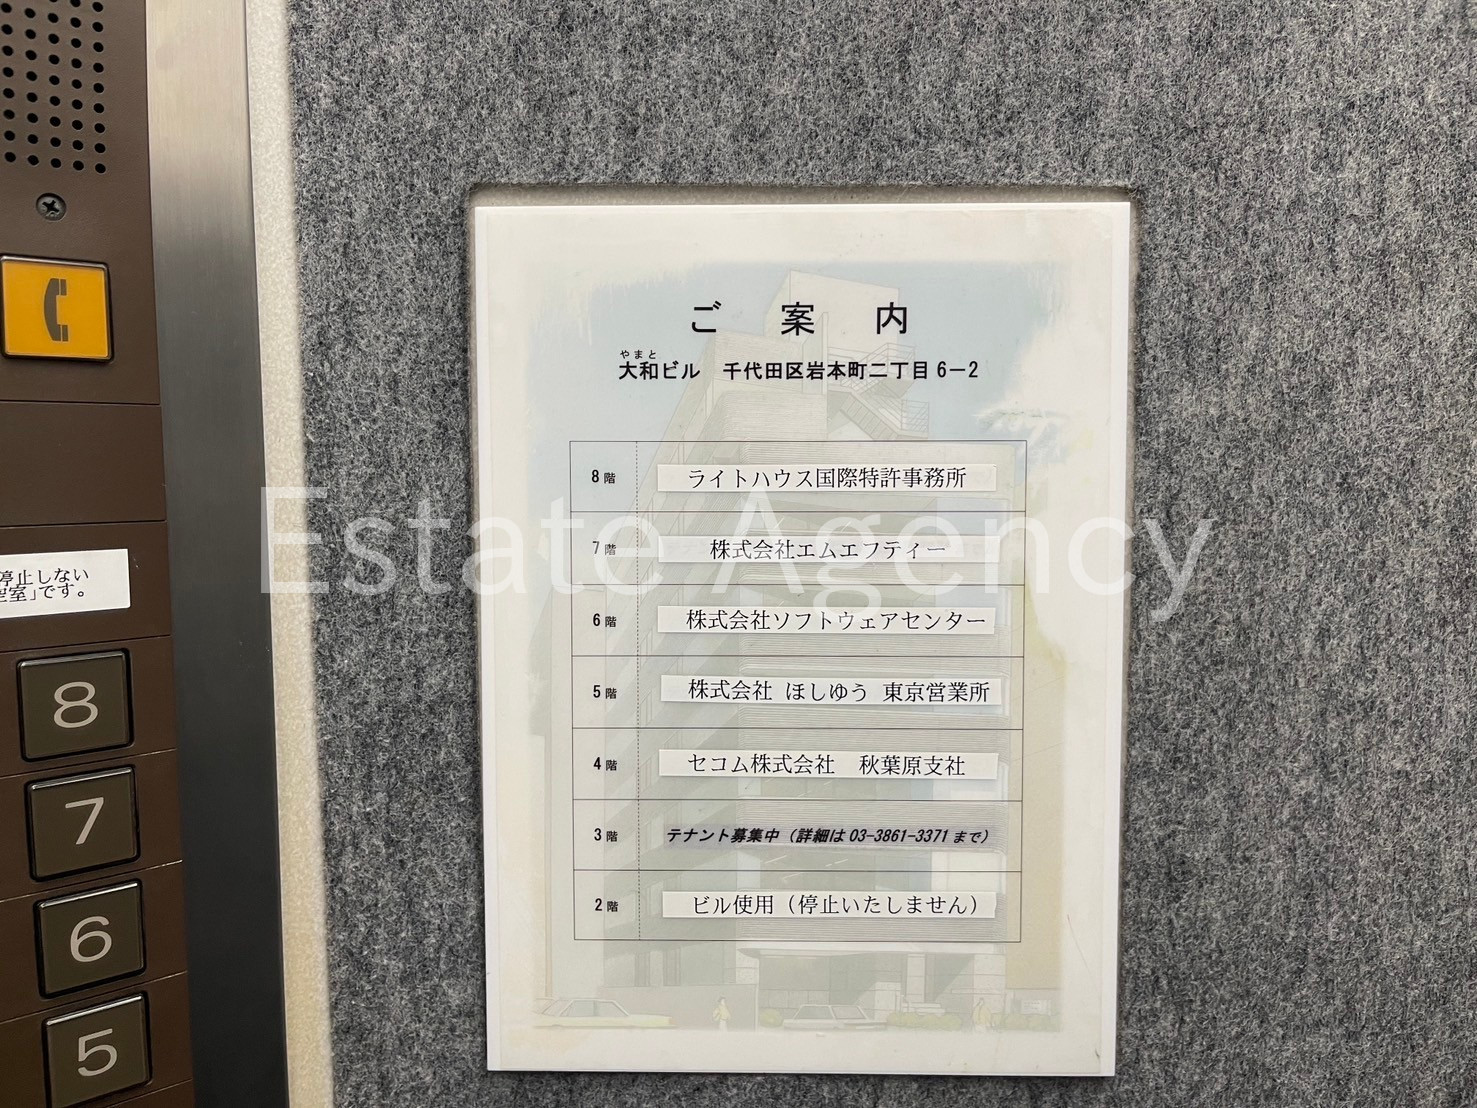 ご案内
やまと
大和ビル 千代田区岩本町二丁目6-2
8階 ライトハウス国際特許事務所
7階 株式会社エムエフティー
6階 株式会社ソフトウェアセンター
5階 株式会社 ほしゆう 東京営業所
4階 セコム株式会社 秋葉原支社
3階 テナント募集中（詳細は 03-3861-3371 まで）
2階 ビル使用（停止いたしません）
Estate Agency
停止しない
室」です。
8
7
6
5